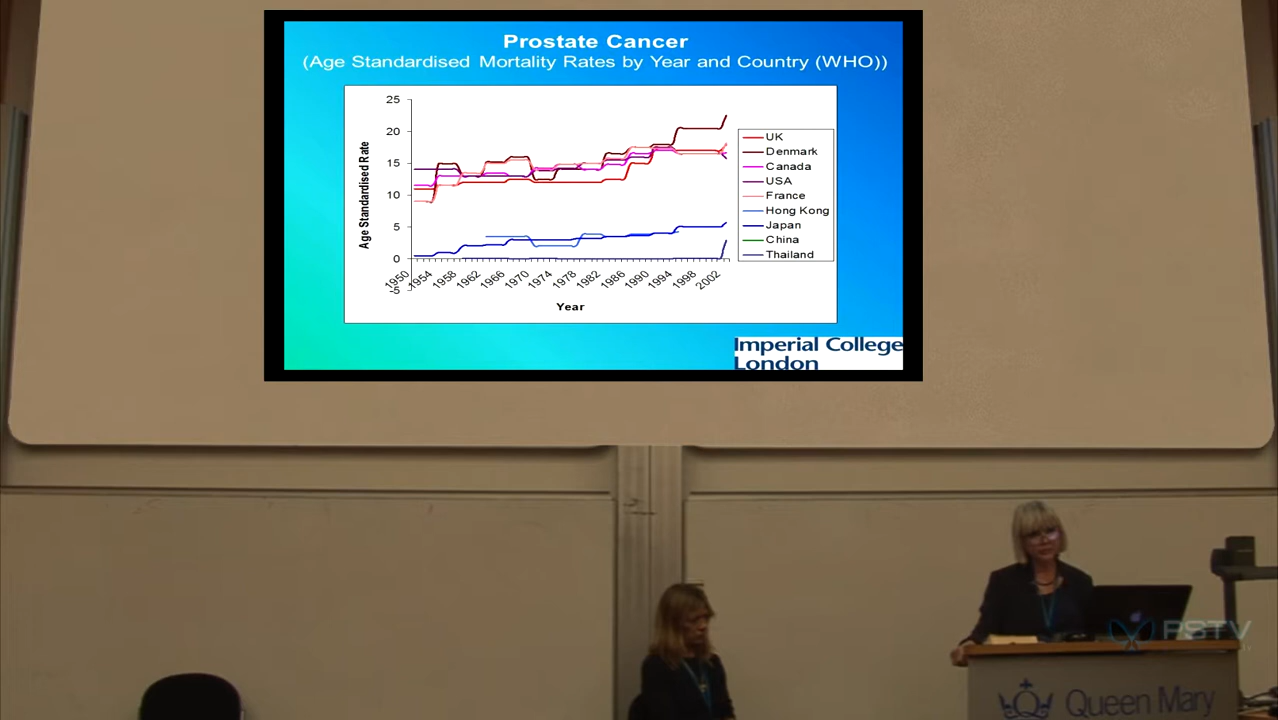 Prostate Cancer
(Age Standardised Mortality Rates by Year and Country (WHO))
25
20
15
10
5
0
-5
Age Standardised Rate
1950
1954
1958
1962
1966
1970
1974
1978
1982
1986
1990
1994
1998
2002
Year
UK
Denmark
Canada
USA
France
Hong Kong
Japan
China
Thailand
Imperial College
London
PSTV
Queen Mary